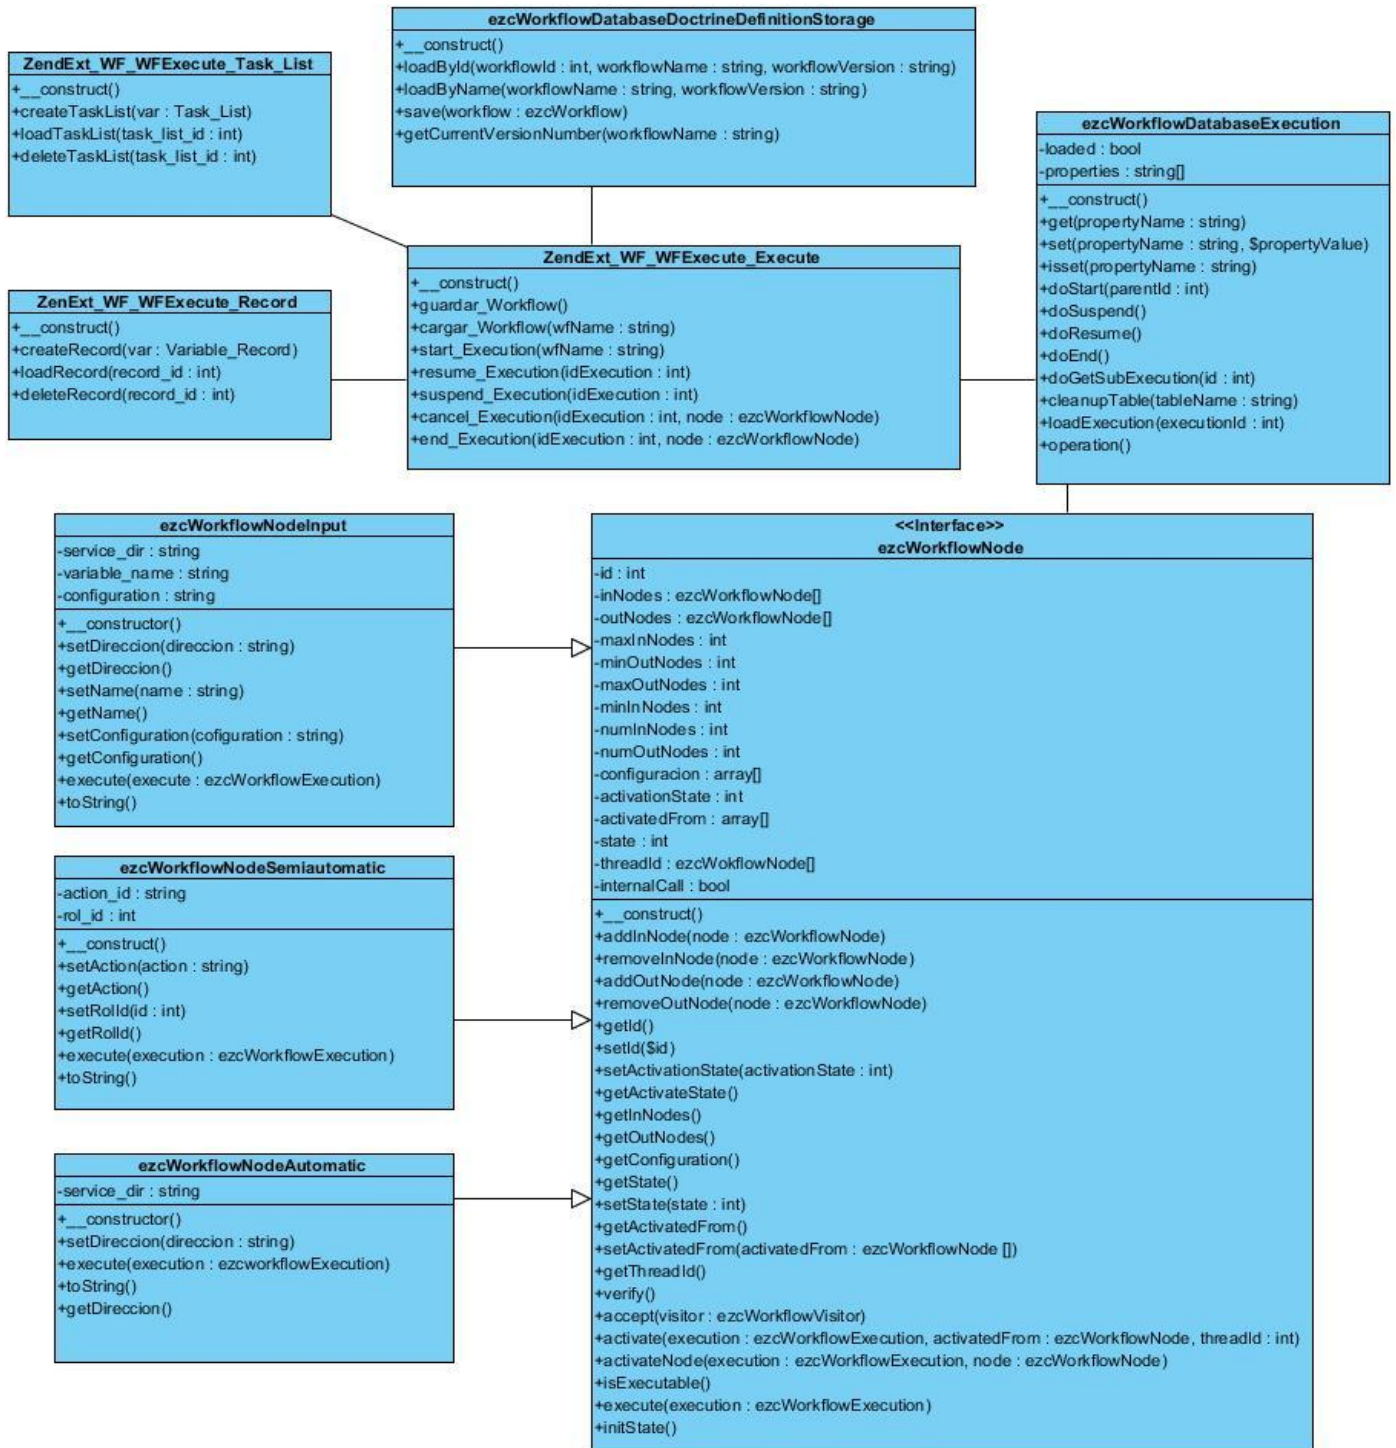 ezcWorkflowDatabaseDoctrineDefinitionStorage
+__construct()
+loadById(workflowId : int, workflowName : string, workflowVersion : string)
+loadByName(workflowName : string, workflowVersion : string)
+save(workflow : ezcWorkflow)
+getCurrentVersionNumber(workflowName : string)
ZendExt_WF_WFExecute_Task_List
+__construct()
+createTaskList(var : Task_List)
+loadTaskList(task_list_id : int)
+deleteTaskList(task_list_id : int)
ezcWorkflowDatabaseExecution
-loaded : bool
-properties : string[]
+__construct()
+get(propertyName : string)
+set(propertyName : string, $propertyValue)
+isset(propertyName : string)
+doStart(parentId : int)
+doSuspend()
+doResume()
+doEnd()
+doGetSubExecution(id : int)
+cleanupTable(tableName : string)
+loadExecution(executionId : int)
+operation()
ZendExt_WF_WFExecute_Execute
+__construct()
+guardar_Workflow()
+cargar_Workflow(wfName : string)
+start_Execution(wfName : string)
+resume_Execution(idExecution : int)
+suspend_Execution(idExecution : int)
+cancel_Execution(idExecution : int, node : ezcWorkflowNode)
+end_Execution(idExecution : int, node : ezcWorkflowNode)
ZenExt_WF_WFExecute_Record
+__construct()
+createRecord(var : Variable_Record)
+loadRecord(record_id : int)
+deleteRecord(record_id : int)
ezcWorkflowNodeInput
-service_dir : string
-variable_name : string
-configuration : string
+__constructor()
+setDireccion(direccion : string)
+getDireccion()
+setName(name : string)
+getName()
+setConfiguration(cofiguration : string)
+getConfiguration()
+execute(execute : ezcWorkflowExecution)
+toString()
ezcWorkflowNodeSemiautomatic
-action_id : string
-rol_id : int
+__construct()
+setAction(action : string)
+getAction()
+setRolId(id : int)
+getRolId()
+execute(execution : ezcWorkflowExecution)
+toString()
ezcWorkflowNodeAutomatic
-service_dir : string
+__constructor()
+setDireccion(direccion : string)
+execute(execution : ezcworkflowExecution)
+toString()
+getDireccion()
<<Interface>>
ezcWorkflowNode
-id : int
-inNodes : ezcWorkflowNode[]
-outNodes : ezcWorkflowNode[]
-maxInNodes : int
-minOutNodes : int
-maxOutNodes : int
-minInNodes : int
-numInNodes : int
-numOutNodes : int
-configuracion : array[]
-activationState : int
-activatedFrom : array[]
-state : int
-threadId : ezcWokflowNode[]
-internalCall : bool
+__construct()
+addInNode(node : ezcWorkflowNode)
+removeInNode(node : ezcWorkflowNode)
+addOutNode(node : ezcWorkflowNode)
+removeOutNode(node : ezcWorkflowNode)
+getId()
+setId($id)
+setActivationState(activationState : int)
+getActivateState()
+getInNodes()
+getOutNodes()
+getConfiguration()
+getState()
+setState(state : int)
+getActivatedFrom()
+setActivatedFrom(activatedFrom : ezcWorkflowNode [])
+getThreadId()
+verify()
+accept(visitor : ezcWorkflowVisitor)
+activate(execution : ezcWorkflowExecution, activatedFrom : ezcWorkflowNode, threadId : int)
+activateNode(execution : ezcWorkflowExecution, node : ezcWorkflowNode)
+isExecutable()
+execute(execution : ezcWorkflowExecution)
+initState()